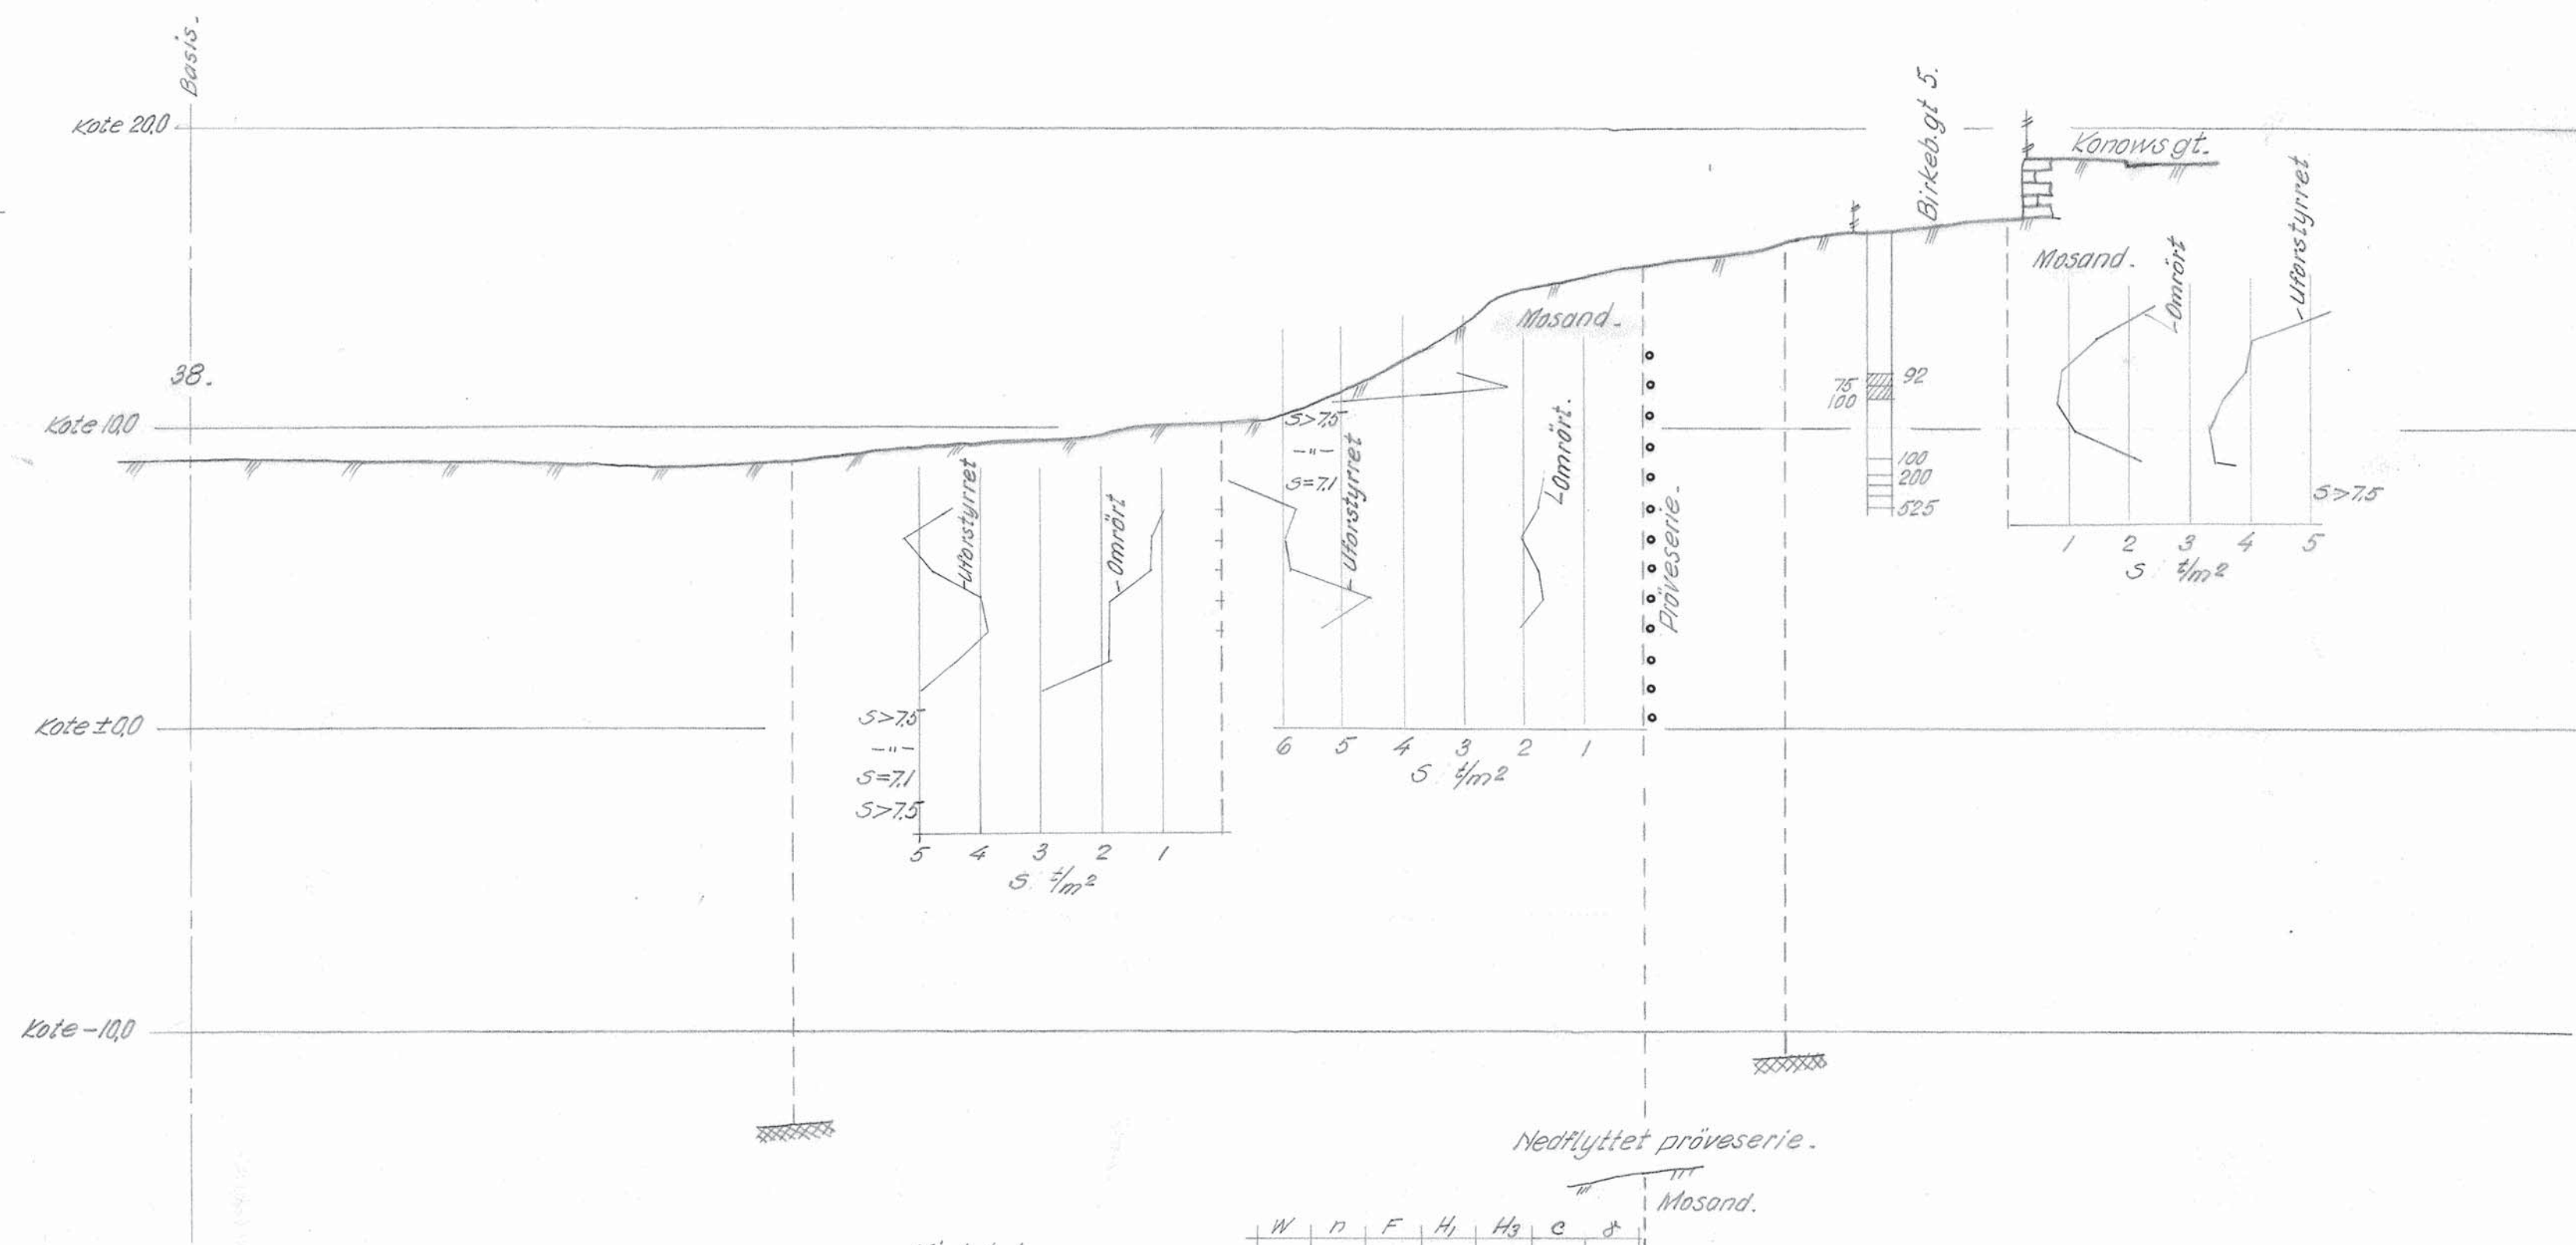 Basis.
Kote 20,0
Birkeb.gt 5.
Konowsgt.
Uforstyrret
Mosand.
Omrört
Mosand.
38.
75
92
100
Kote 10,0
S>7.5
—"—
S=7.1
Uforstyrret
Omrört.
100
200
525
S>7.5
1 2 3 4 5
S t/m2
Uforstyrret
Omrört
Pröveserie.
S>7.5
—"—
S=7.1
S>7.5
Kote ±0,0
6 5 4 3 2 1
S t/m2
5 4 3 2 1
S t/m2
Kote -10,0
Nedflyttet pröveserie.
Mosand.
W n F H1 H3 c γ